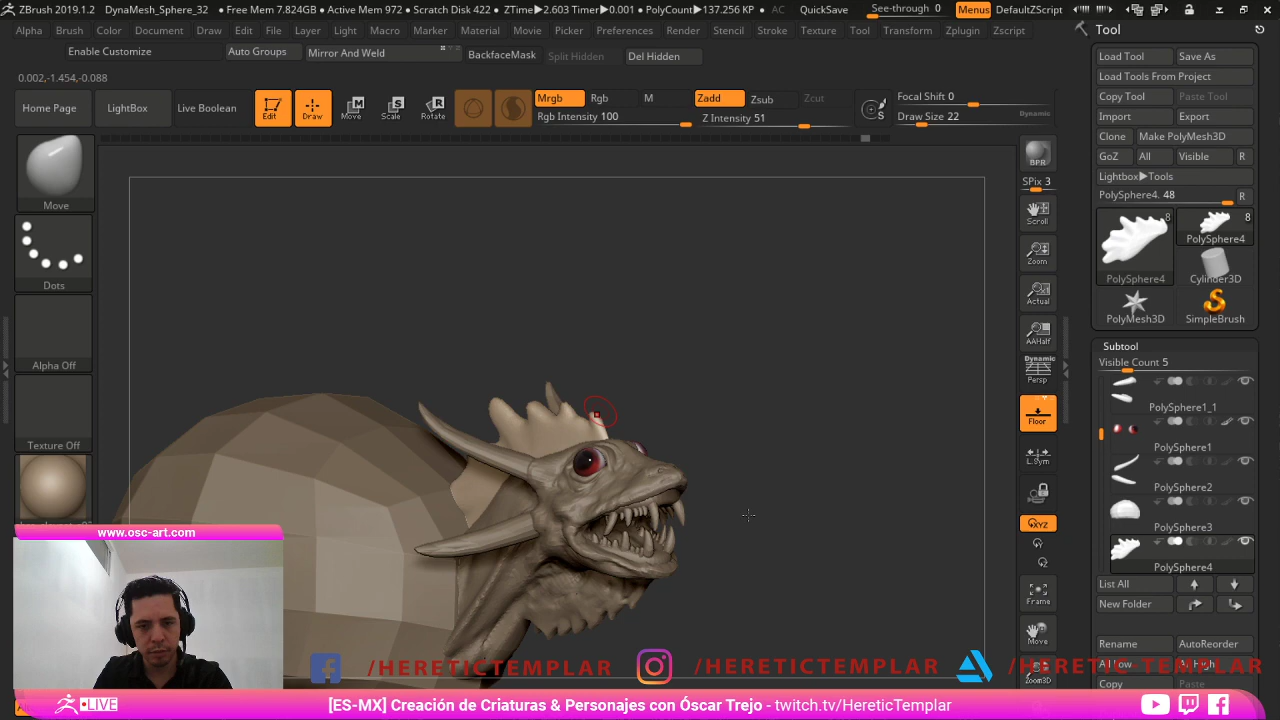 ZBrush 2019.1.2 DynaMesh_Sphere_32 • Free Mem 7.824GB • Active Mem 972 • Scratch Disk 422 • ZTime▶2.603 Timer▶0.001 • PolyCount▶137.256 KP • AC QuickSave See-through 0 Menus DefaultZScript
Alpha Brush Color Document Draw Edit File Layer Light Macro Marker Material Movie Picker Preferences Render Stencil Stroke Texture Tool Transform Zplugin Zscript
Enable Customize Auto Groups Mirror And Weld BackfaceMask Split Hidden Del Hidden
0.002,-1.454,-0.088
Home Page LightBox Live Boolean Edit Draw Move Scale Rotate
Mrgb Rgb M Zadd Zsub Zcut
Rgb Intensity 100 Z Intensity 51
Focal Shift 0
Draw Size 22 Dynamic
Move
Dots
Alpha Off
Texture Off
BPR
SPix 3
Scroll
Zoom
Actual
AAHalf
Dynamic
Persp
Floor
L.Sym
XYZ
Frame
Move
Zoom3D
Tool
Load Tool Save As
Load Tools From Project
Copy Tool Paste Tool
Import Export
Clone Make PolyMesh3D
GoZ All Visible R
Lightbox▶Tools
PolySphere4. 48 R
8 8
PolySphere4
PolySphere4 Cylinder3D
PolyMesh3D SimpleBrush
Subtool
Visible Count 5
PolySphere1_1
PolySphere1
PolySphere2
PolySphere3
PolySphere4
List All
New Folder
Rename AutoReorder
Copy Paste
www.osc-art.com
/HERETICTEMPLAR /HERETICTEMPLAR /HERETIC-TEMPLAR
LIVE [ES-MX] Creación de Criaturas & Personajes con Óscar Trejo - twitch.tv/HereticTemplar